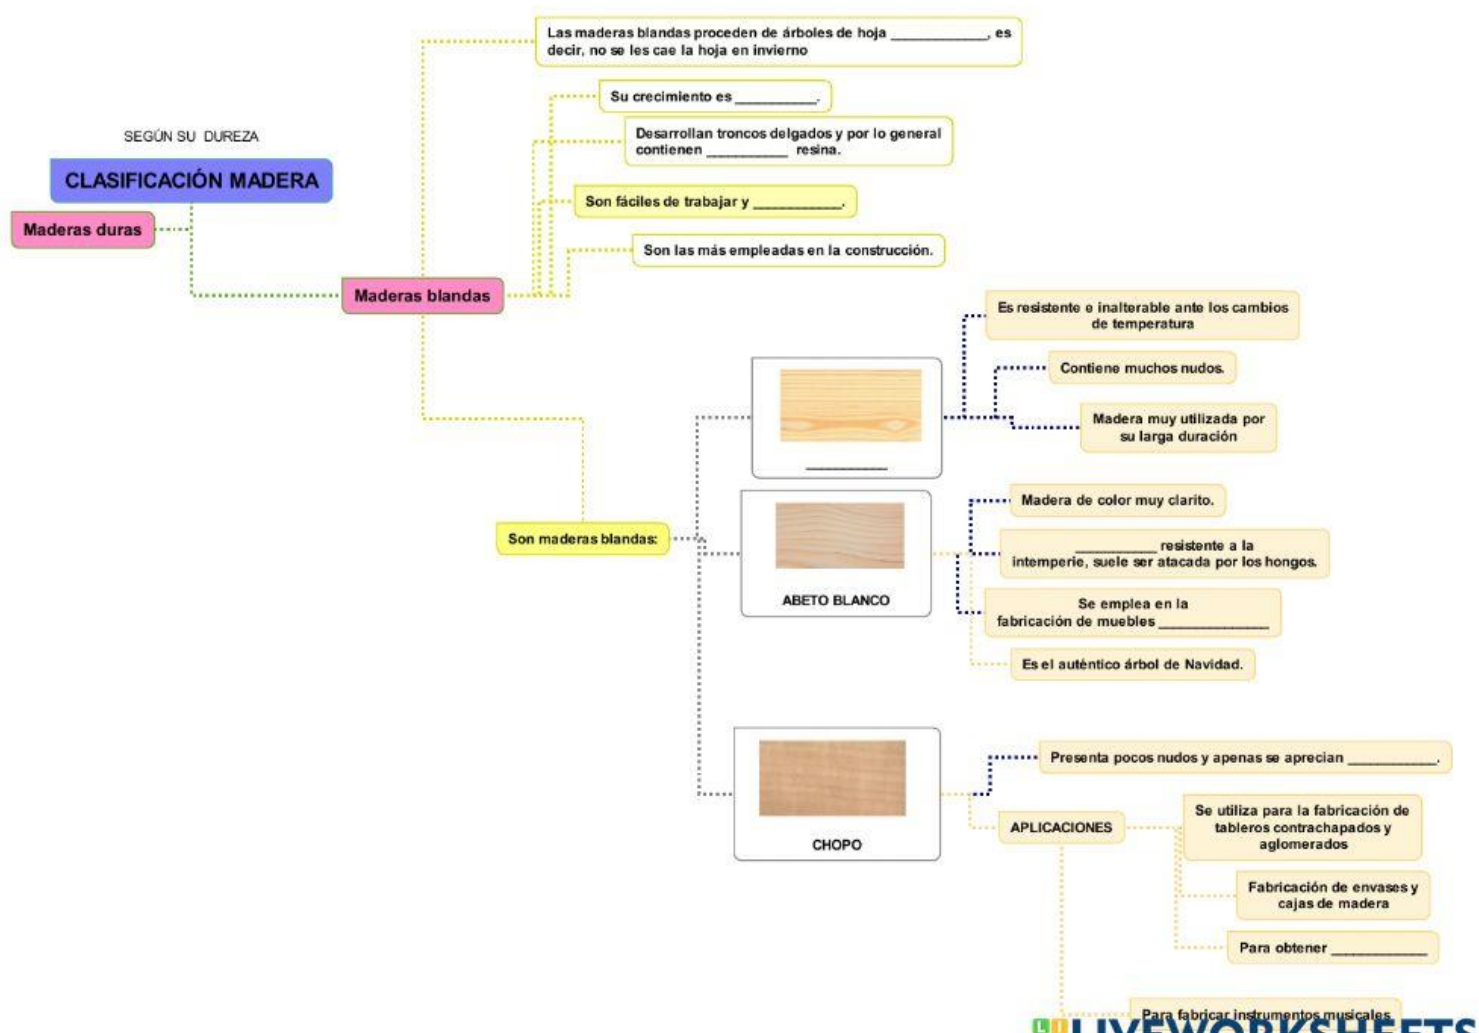 SEGÚN SU DUREZA
CLASIFICACIÓN MADERA
Maderas duras
Maderas blandas
Las maderas blandas proceden de árboles de hoja ____________, es
decir, no se les cae la hoja en invierno
Su crecimiento es __________.
Desarrollan troncos delgados y por lo general
contienen __________ resina.
Son fáciles de trabajar y ___________.
Son las más empleadas en la construcción.
Son maderas blandas:
__________
Es resistente e inalterable ante los cambios
de temperatura
Contiene muchos nudos.
Madera muy utilizada por
su larga duración
ABETO BLANCO
Madera de color muy clarito.
__________ resistente a la
intemperie, suele ser atacada por los hongos.
Se emplea en la
fabricación de muebles ______________
Es el auténtico árbol de Navidad.
CHOPO
Presenta pocos nudos y apenas se aprecian ___________.
APLICACIONES
Se utiliza para la fabricación de
tableros contrachapados y
aglomerados
Fabricación de envases y
cajas de madera
Para obtener ____________
Para fabricar instrumentos musicales
LIVEWORKSHEETS